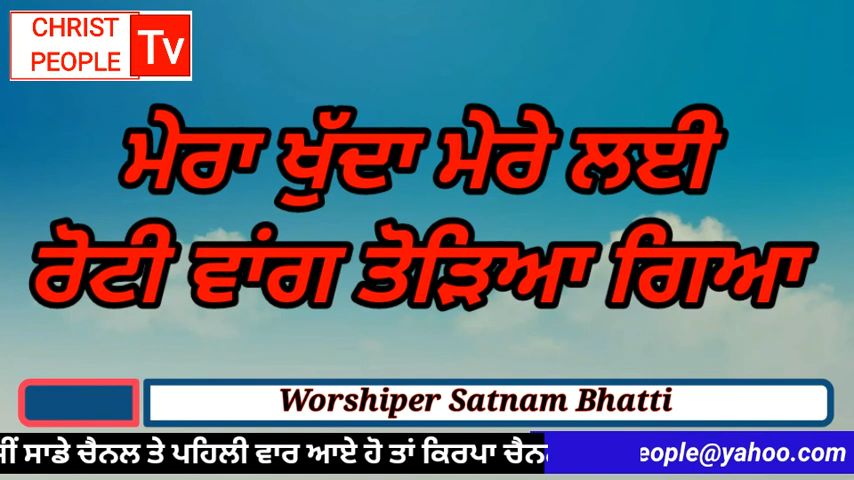 CHRIST
PEOPLE
Tv
ਮੇਰਾ ਖੁੱਦਾ ਮੇਰੇ ਲਈ
ਰੋਟੀ ਵਾਂਗ ਤੋੜਿਆ ਗਿਆ
Worshiper Satnam Bhatti
ਸਾਡੇ ਚੈਨਲ ਤੇ ਪਹਿਲੀ ਵਾਰ ਆਏ ਹੋ ਤਾਂ ਕਿਰਪਾ ਚੈਨ
eople@yahoo.com